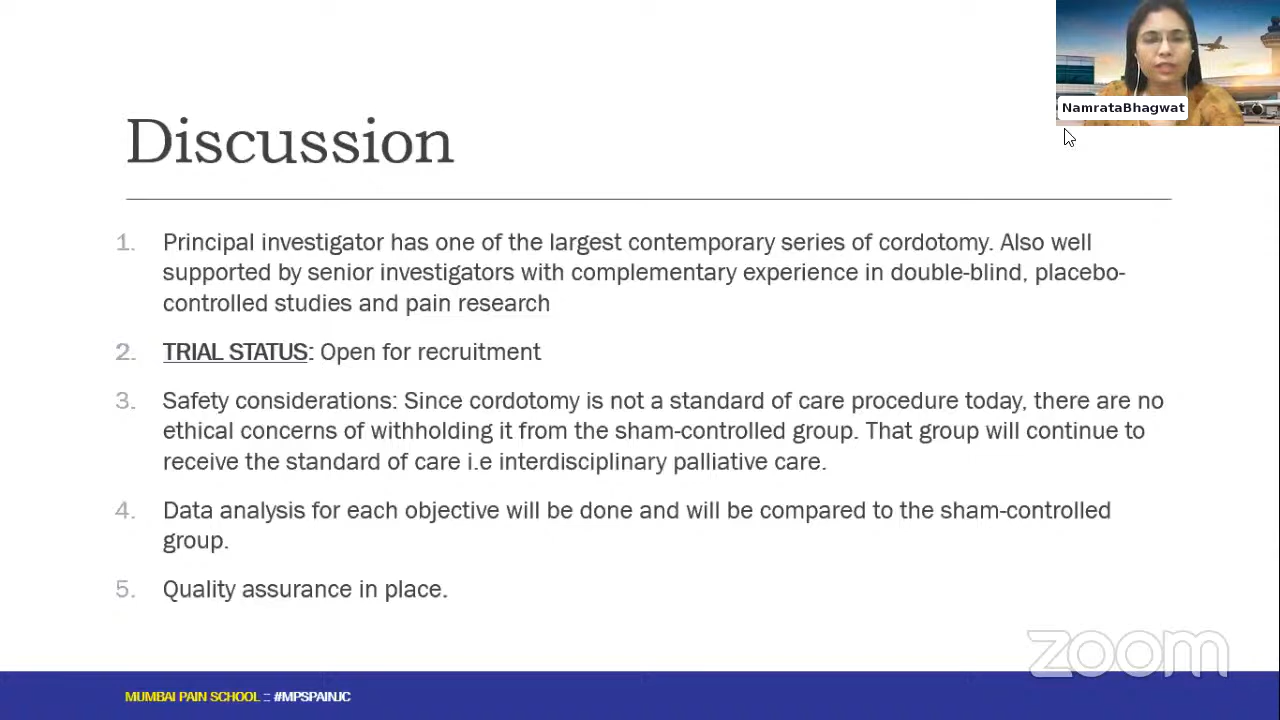 NamrataBhagwat
Discussion
1. Principal investigator has one of the largest contemporary series of cordotomy. Also well
supported by senior investigators with complementary experience in double-blind, placebo-
controlled studies and pain research
2. TRIAL STATUS: Open for recruitment
3. Safety considerations: Since cordotomy is not a standard of care procedure today, there are no
ethical concerns of withholding it from the sham-controlled group. That group will continue to
receive the standard of care i.e interdisciplinary palliative care.
4. Data analysis for each objective will be done and will be compared to the sham-controlled
group.
5. Quality assurance in place.
zoom
MUMBAI PAIN SCHOOL :: #MPSPAINJC